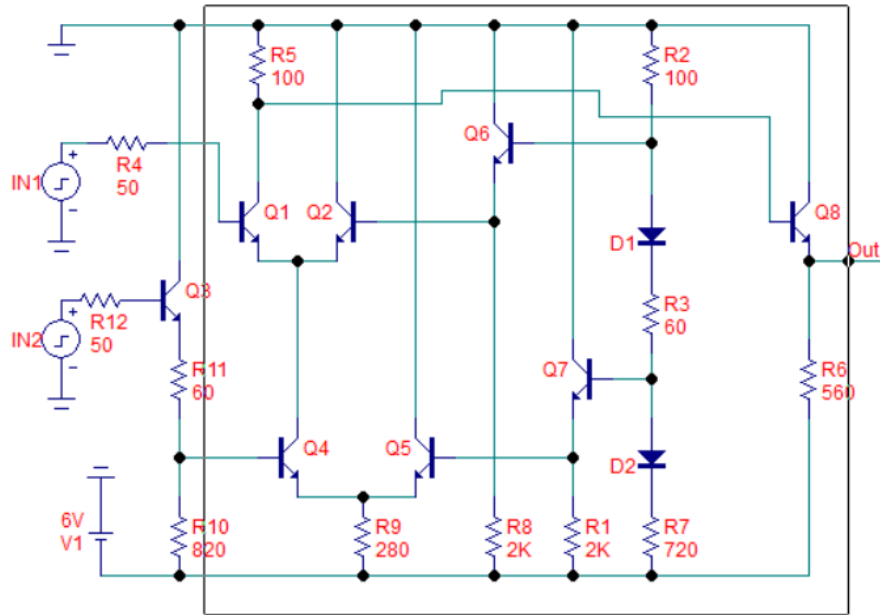 R5
100
R2
100
Q6
R4
50
IN1
Q1
Q2
Q8
D1
Out
Q3
R12
50
IN2
R3
60
R11
60
Q7
R6
560
Q4
Q5
D2
6V
V1
R10
820
R9
280
R8
2K
R1
2K
R7
720